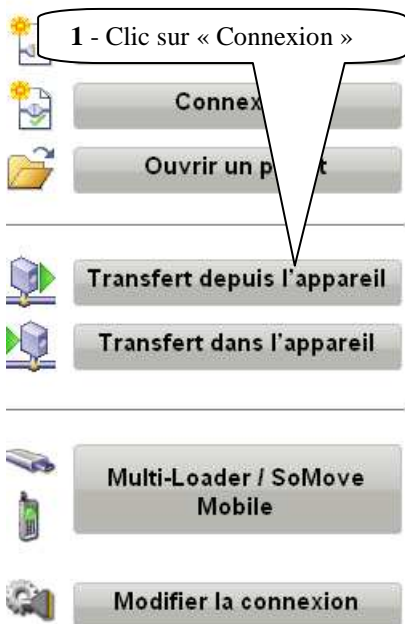 1 - Clic sur « Connexion »
Connex
Ouvrir un p t
Transfert depuis l'appareil
Transfert dans l'appareil
Multi-Loader / SoMove
Mobile
Modifier la connexion